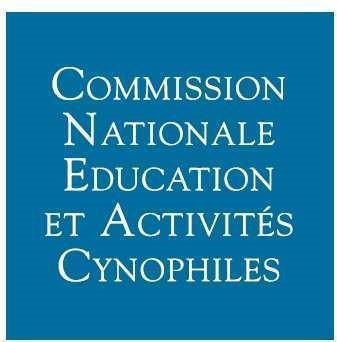 Commission
Nationale
Education
et Activités
Cynophiles